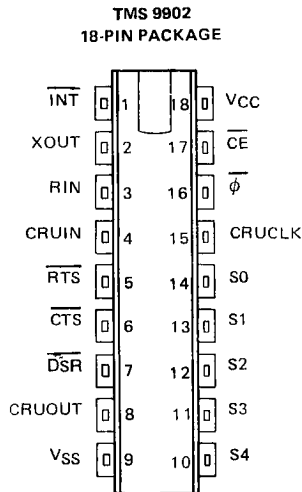 TMS 9902
18-PIN PACKAGE
INT 1 18 VCC
XOUT 2 17 CE
RIN 3 16 ϕ
CRUIN 4 15 CRUCLK
RTS 5 14 S0
CTS 6 13 S1
DSR 7 12 S2
CRUOUT 8 11 S3
VSS 9 10 S4